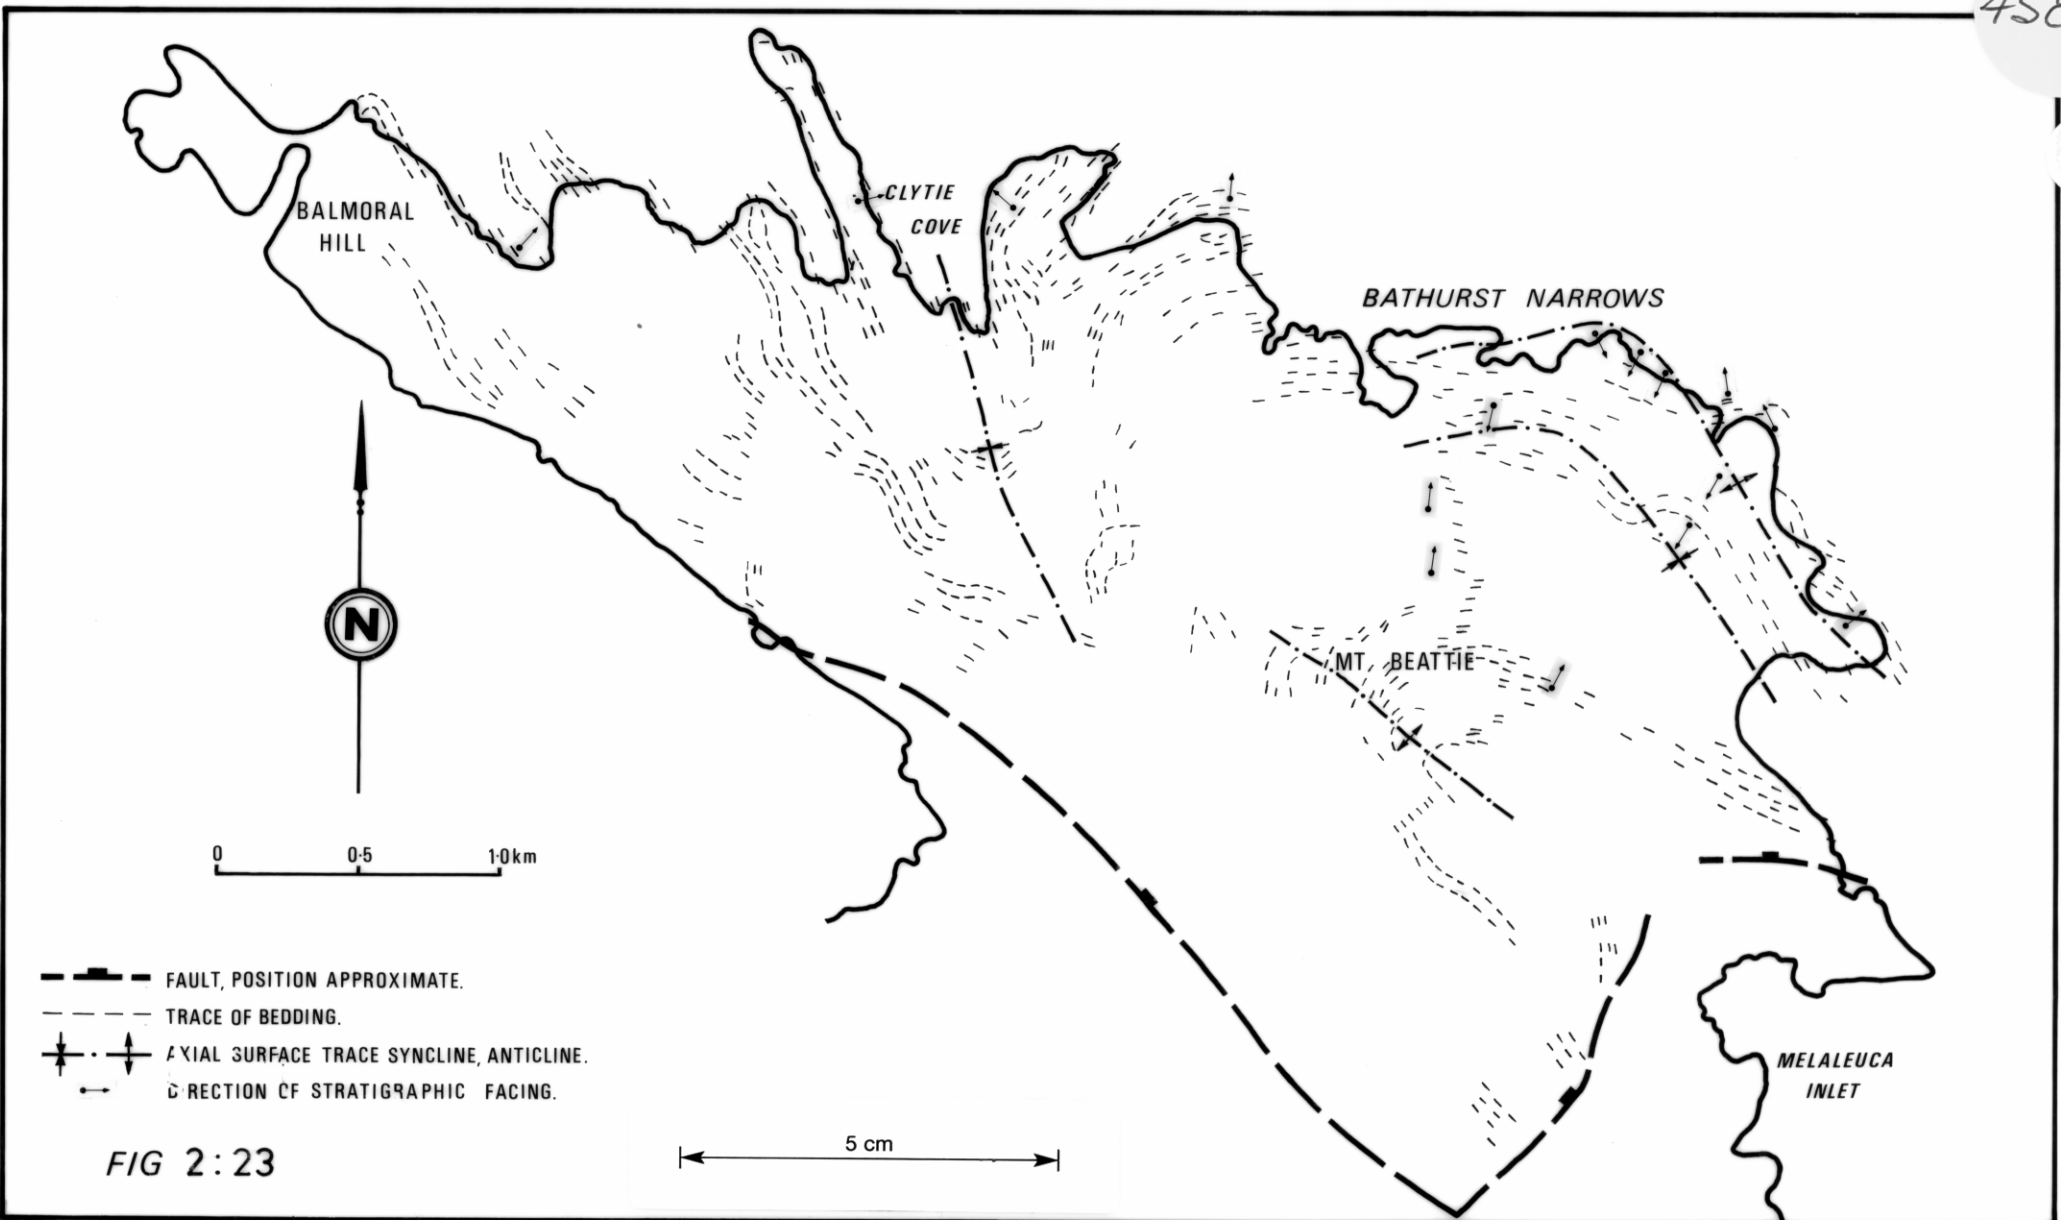 CLYTIE
COVE
BALMORAL
HILL
BATHURST NARROWS
MT. BEATTIE
N
0 0·5 1·0km
FAULT, POSITION APPROXIMATE.
TRACE OF BEDDING.
AXIAL SURFACE TRACE SYNCLINE, ANTICLINE.
DIRECTION OF STRATIGRAPHIC FACING.
MELALEUCA
INLET
5 cm
FIG 2:23